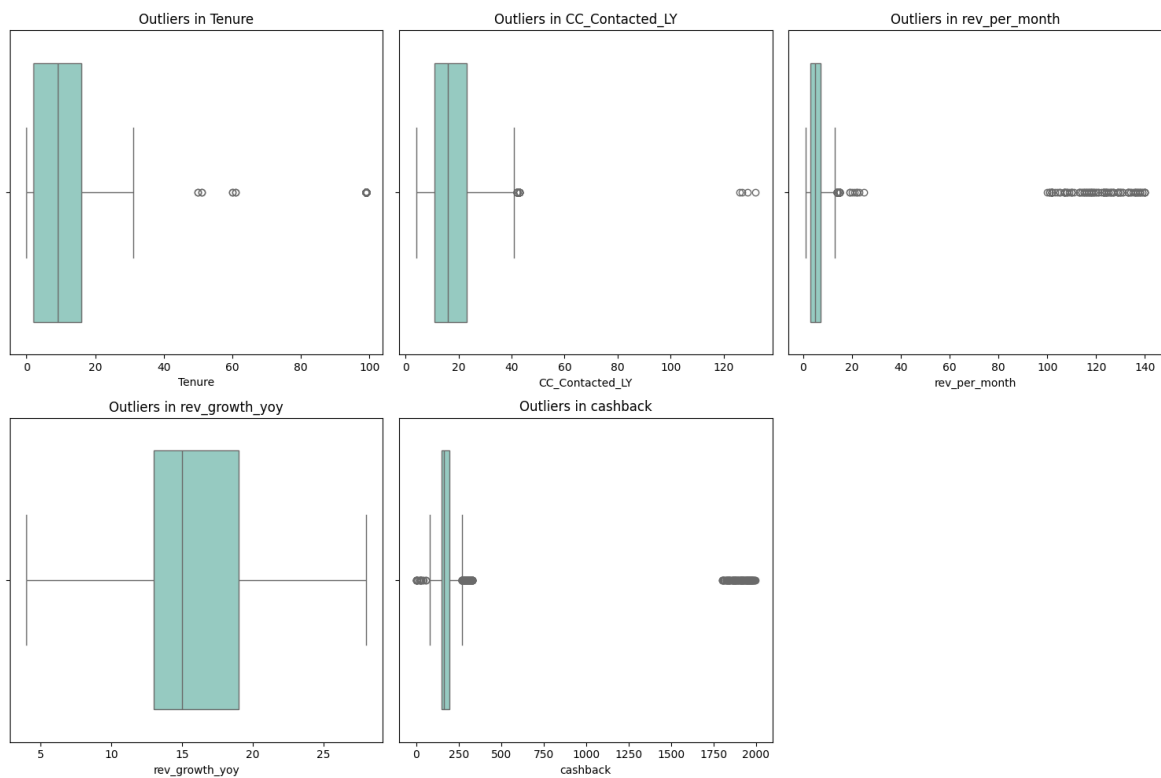 Outliers in Tenure
Outliers in CC_Contacted_LY
Outliers in rev_per_month
0 20 40 60 80 100
0 20 40 60 80 100 120
0 20 40 60 80 100 120 140
Tenure
CC_Contacted_LY
rev_per_month
Outliers in rev_growth_yoy
Outliers in cashback
5 10 15 20 25
0 250 500 750 1000 1250 1500 1750 2000
rev_growth_yoy
cashback